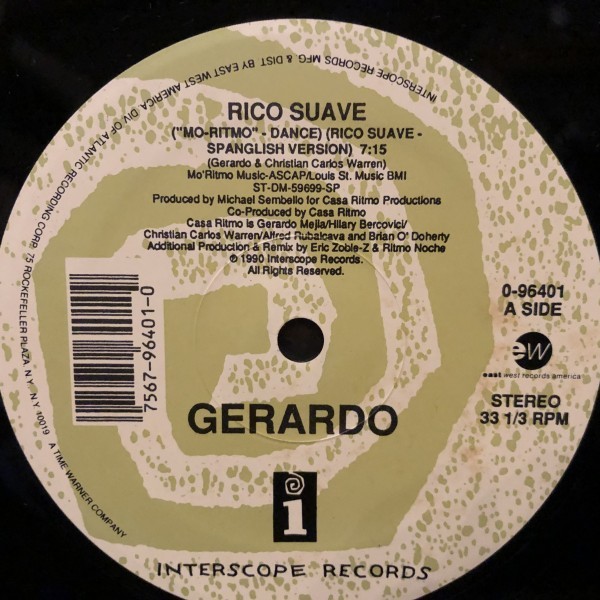 INTERSCOPE RECORDS MFG. & DIST. BY EAST WEST AMERICA DIV. OF ATLANTIC RECORDING CORP. 75 ROCKEFELLER PLAZA, N.Y. N.Y. 10019 A TIME WARNER COMPANY
RICO SUAVE
("MO-RITMO" - DANCE) (RICO SUAVE -
SPANGLISH VERSION) 7:15
(Gerardo & Christian Carlos Warren)
Mo'Ritmo Music-ASCAP/Louis St. Music BMI
ST-DM-59699-SP
Produced by Michael Sembello for Casa Ritmo Productions
Co-Produced by Casa Ritmo
Casa Ritmo is Gerardo Mejia/Hilary Bercovici/
Christian Carlos Warren/Alfred Rubalcava and Brian O' Doherty
Additional Production & Remix by Eric Zoble-Z & Ritmo Noche
℗ 1990 Interscope Records.
All Rights Reserved.
7567-96401-0
0-96401
A SIDE
ew
east west records america
STEREO
33 1/3 RPM
GERARDO
i
INTERSCOPE RECORDS